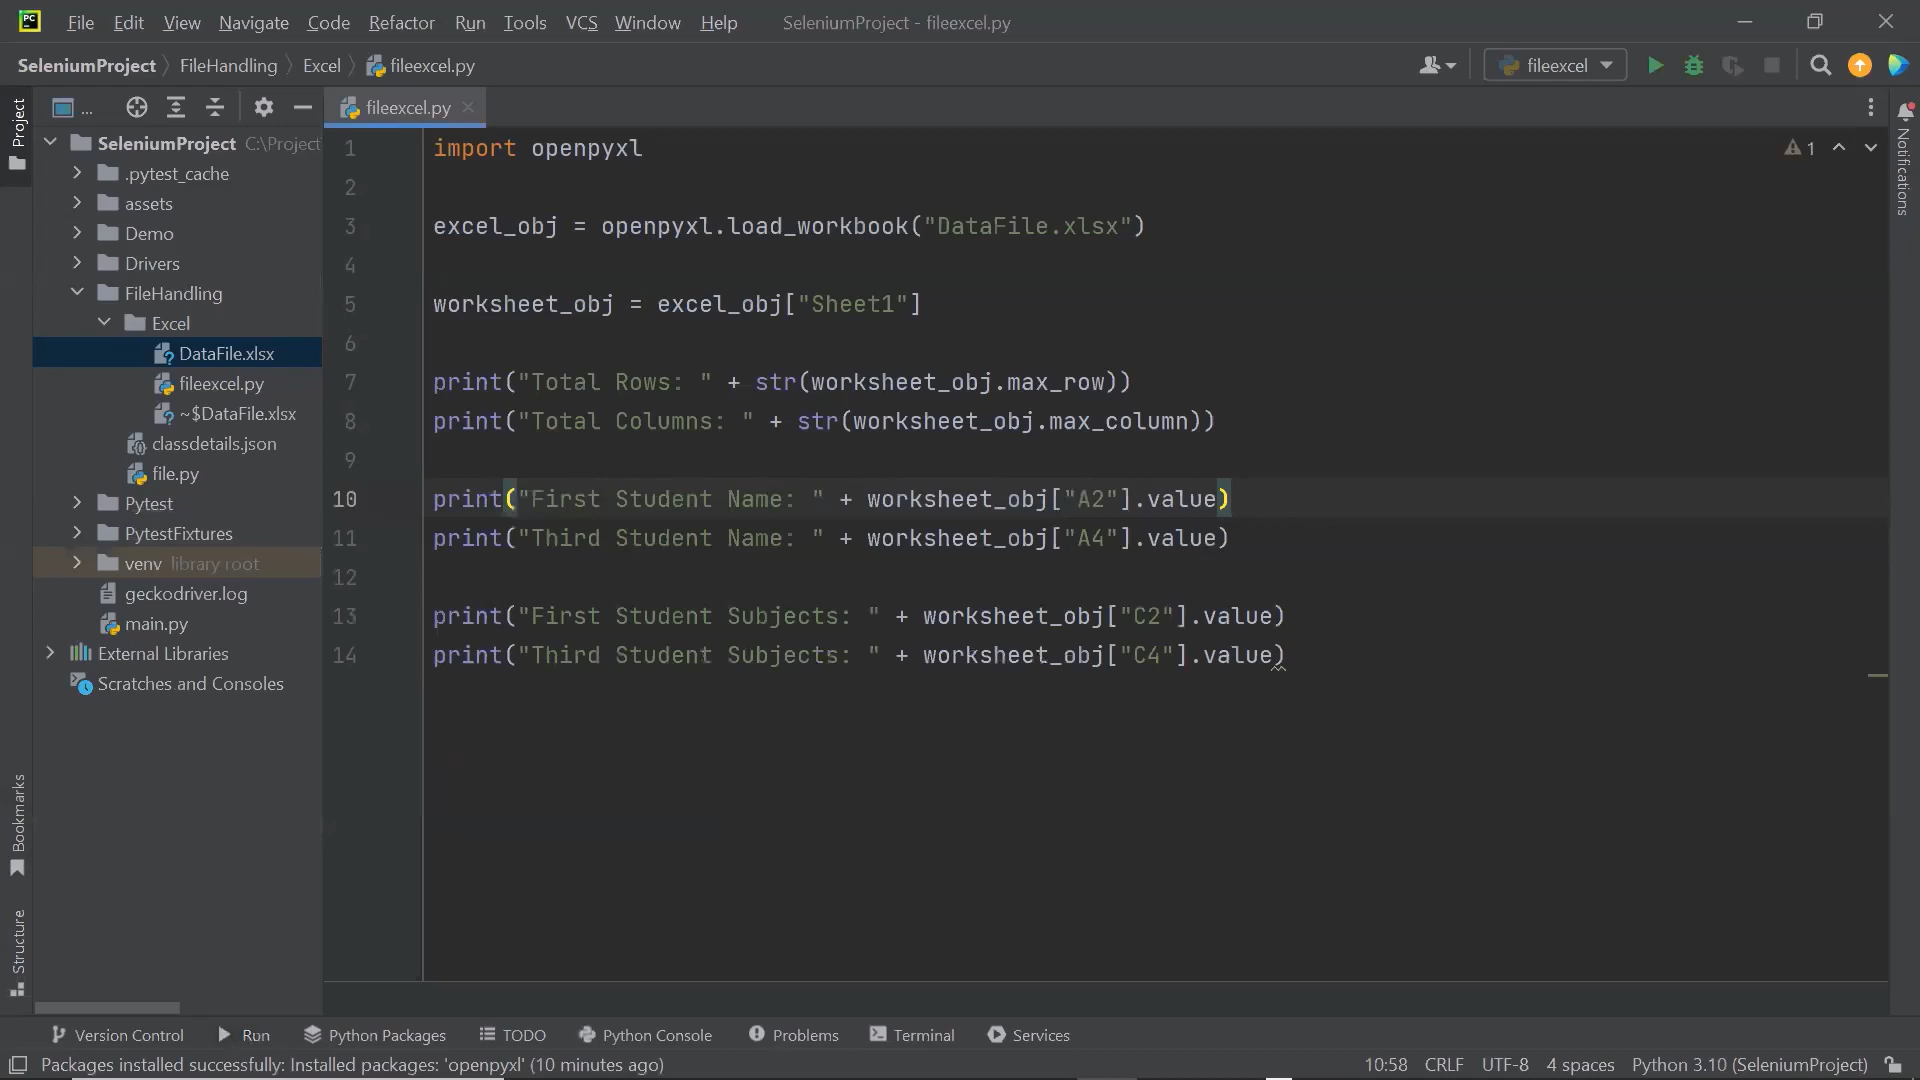 PC File Edit View Navigate Code Refactor Run Tools VCS Window Help SeleniumProject - fileexcel.py
SeleniumProject FileHandling Excel fileexcel.py fileexcel
Project
...
fileexcel.py
SeleniumProject C:\Project
.pytest_cache
assets
Demo
Drivers
FileHandling
Excel
DataFile.xlsx
fileexcel.py
~$DataFile.xlsx
classdetails.json
file.py
Pytest
PytestFixtures
venv library root
geckodriver.log
main.py
External Libraries
Scratches and Consoles
1 import openpyxl
2
3 excel_obj = openpyxl.load_workbook("DataFile.xlsx")
4
5 worksheet_obj = excel_obj["Sheet1"]
6
7 print("Total Rows: " + str(worksheet_obj.max_row))
8 print("Total Columns: " + str(worksheet_obj.max_column))
9
10 print("First Student Name: " + worksheet_obj["A2"].value)
11 print("Third Student Name: " + worksheet_obj["A4"].value)
12
13 print("First Student Subjects: " + worksheet_obj["C2"].value)
14 print("Third Student Subjects: " + worksheet_obj["C4"].value)
1
Notifications
Bookmarks
Structure
Version Control Run Python Packages TODO Python Console Problems Terminal Services
Packages installed successfully: Installed packages: 'openpyxl' (10 minutes ago) 10:58 CRLF UTF-8 4 spaces Python 3.10 (SeleniumProject)